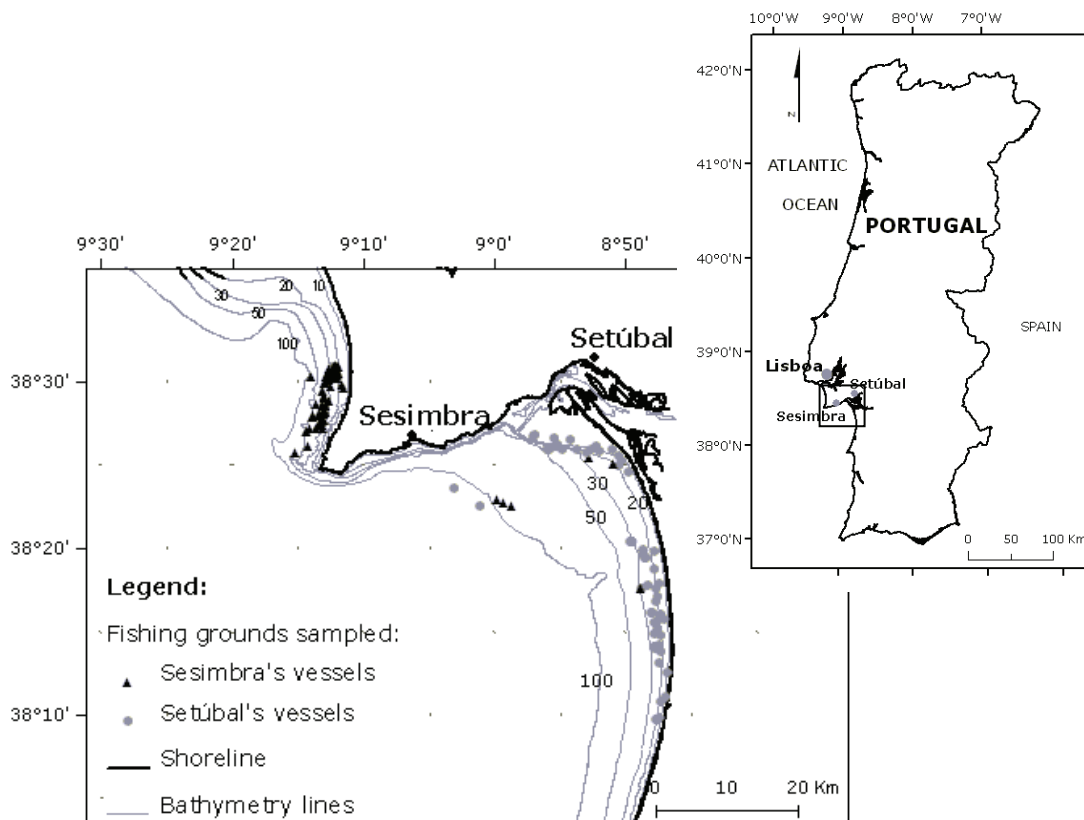 10°0'W 9°0'W 8°0'W 7°0'W
42°0'N
N
41°0'N
ATLANTIC
OCEAN
PORTUGAL
40°0'N
SPAIN
39°0'N
Lisboa
Setúbal
Sesimbra
38°0'N
37°0'N
0 50 100 Km
9°30' 9°20' 9°10' 9°0' 8°50'
20 10
30
50
100
Setúbal
38°30'
Sesimbra
30
20
50
38°20'
Legend:
Fishing grounds sampled:
Sesimbra's vessels
100
Setúbal's vessels
38°10'
Shoreline
0 10 20 Km
Bathymetry lines